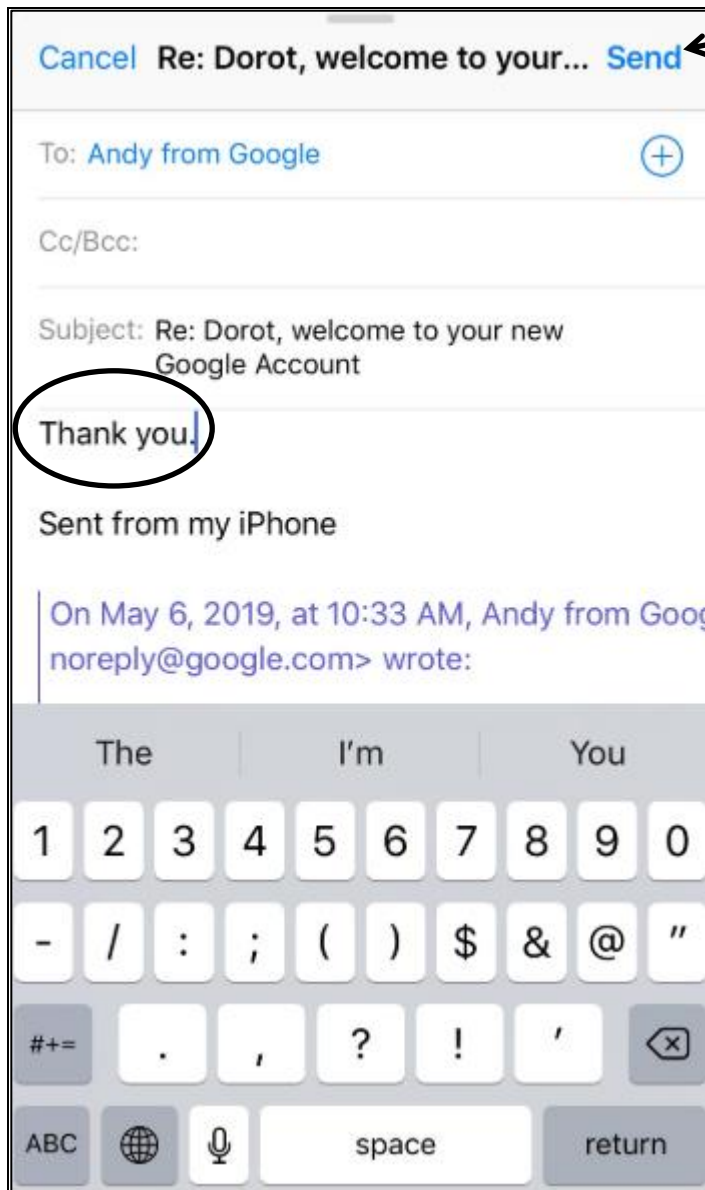 Cancel Re: Dorot, welcome to your... Send
To: Andy from Google
Cc/Bcc:
Subject: Re: Dorot, welcome to your new
Google Account
Thank you.
Sent from my iPhone
On May 6, 2019, at 10:33 AM, Andy from Goog
noreply@google.com> wrote:
The I'm You
1 2 3 4 5 6 7 8 9 0
- / : ; ( ) $ & @ "
#+= . , ? ! '
ABC space return